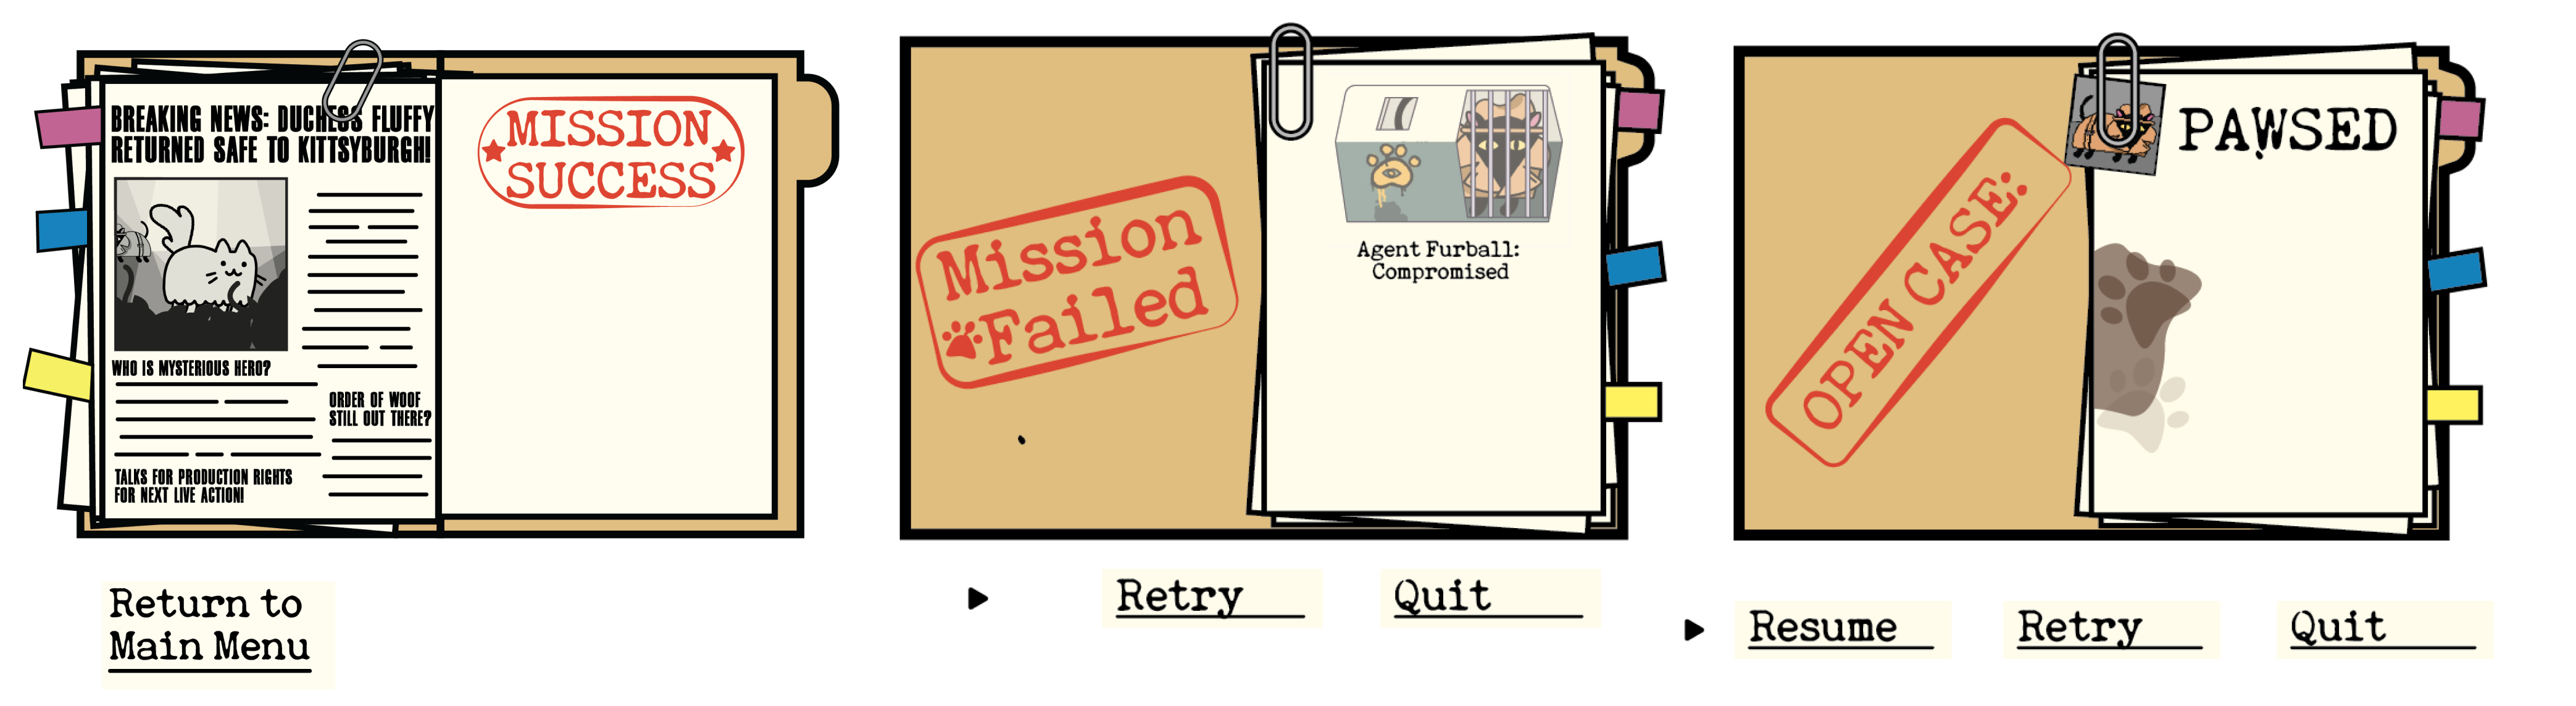 BREAKING NEWS: DUCHESS FLUFFY
RETURNED SAFE TO KITTSYBURGH!
WHO IS MYSTERIOUS HERO?
ORDER OF WOOF
STILL OUT THERE?
TALKS FOR PRODUCTION RIGHTS
FOR NEXT LIVE ACTION!
MISSION
SUCCESS
Return to
Main Menu
Mission
Failed
Agent Furball:
Compromised
Retry
Quit
OPEN CASE:
PAWSED
Resume
Retry
Quit